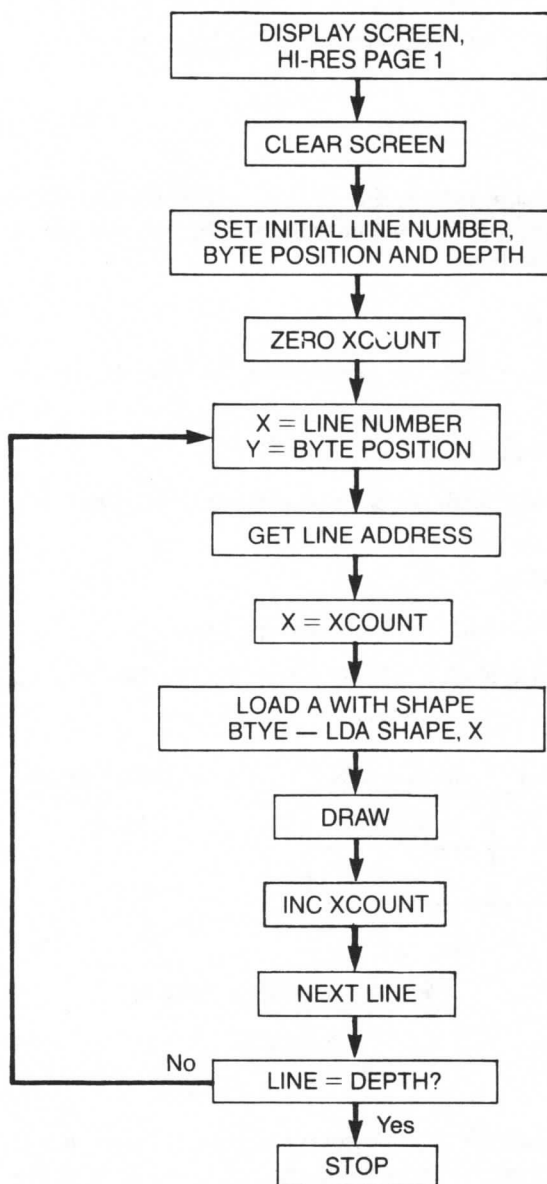 DISPLAY SCREEN,
HI-RES PAGE 1
CLEAR SCREEN
SET INITIAL LINE NUMBER,
BYTE POSITION AND DEPTH
ZERO XCOUNT
X = LINE NUMBER
Y = BYTE POSITION
GET LINE ADDRESS
X = XCOUNT
LOAD A WITH SHAPE
BTYE — LDA SHAPE, X
DRAW
INC XCOUNT
NEXT LINE
No
LINE = DEPTH?
Yes
STOP